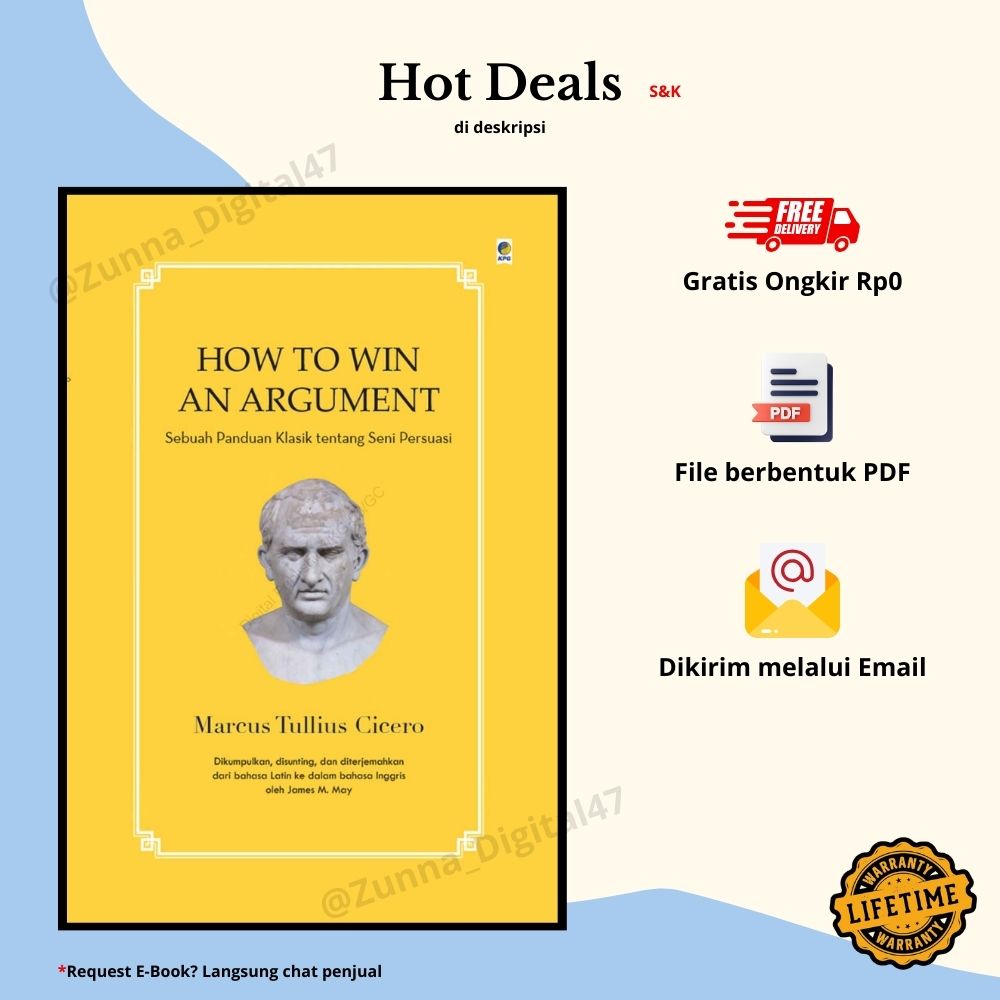 Hot Deals
S&K
di deskripsi
@Zunna_Digital47
KPG
HOW TO WIN
AN ARGUMENT
Sebuah Panduan Klasik tentang Seni Persuasi
Marcus Tullius Cicero
Dikumpulkan, disunting, dan diterjemahkan
dari bahasa Latin ke dalam bahasa Inggris
oleh James M. May
@Zunna_Digital47
FREE
DELIVERY
Gratis Ongkir Rp0
PDF
File berbentuk PDF
@
Dikirim melalui Email
WARRANTY
LIFETIME
WARRANTY
*Request E-Book? Langsung chat penjual